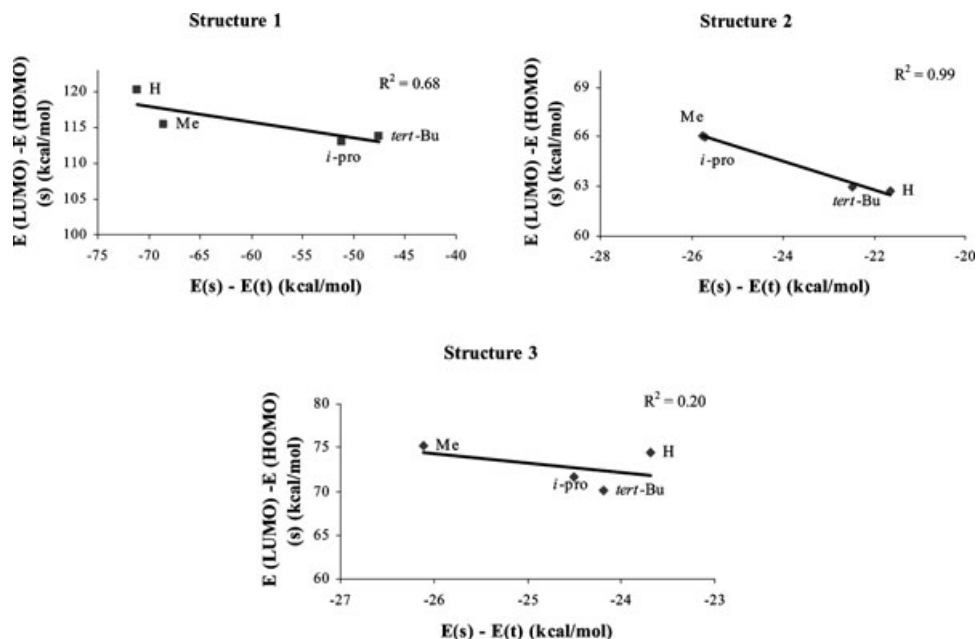 Structure 1
E (LUMO) -E (HOMO)
(s) (kcal/mol)
R² = 0.68
120
115
110
105
100
H
Me
i-pro
tert-Bu
-75 -70 -65 -60 -55 -50 -45 -40
E(s) - E(t) (kcal/mol)
Structure 2
E (LUMO) -E (HOMO)
(s) (kcal/mol)
R² = 0.99
69
66
63
60
Me
i-pro
tert-Bu
H
-28 -26 -24 -22 -20
E(s) - E(t) (kcal/mol)
Structure 3
E (LUMO) -E (HOMO)
(s) (kcal/mol)
R² = 0.20
80
75
70
65
60
Me
H
i-pro
tert-Bu
-27 -26 -25 -24 -23
E(s) - E(t) (kcal/mol)